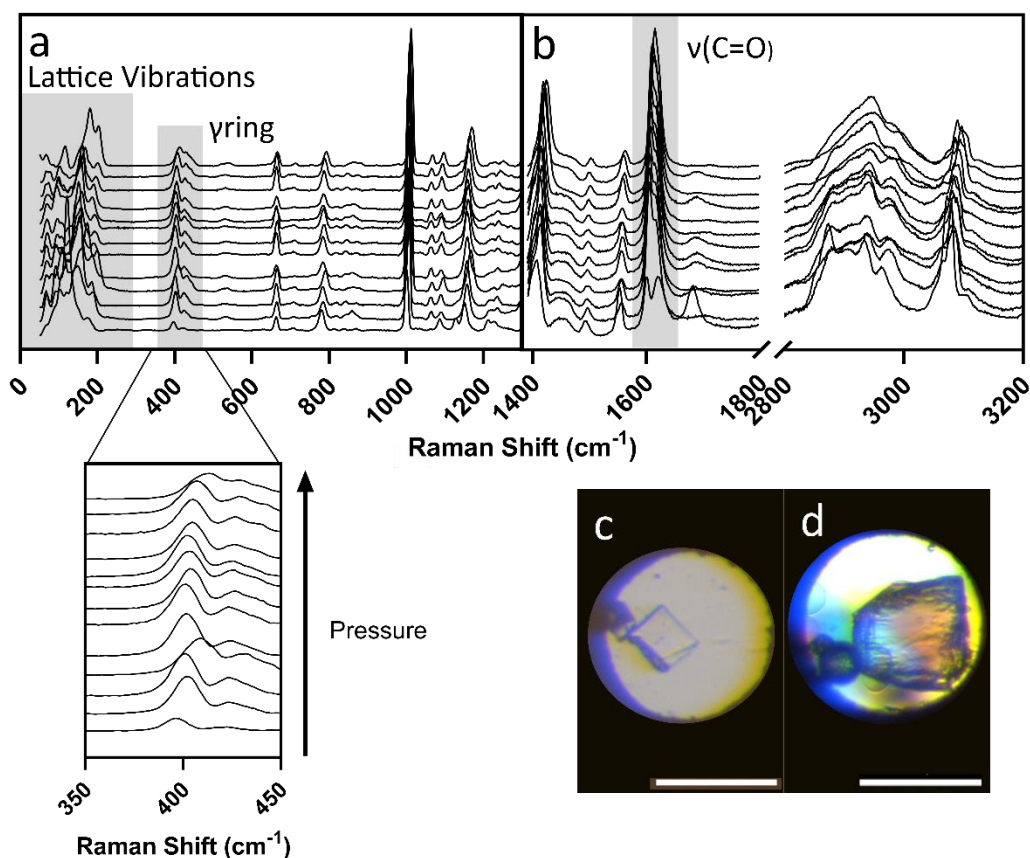 a
Lattice Vibrations
γring
b
ν(C=O)
0 200 400 600 800 1000 1200 1400 1600 1800 2800 3000 3200
Raman Shift (cm⁻¹)
Pressure
350 400 450
Raman Shift (cm⁻¹)
c
d